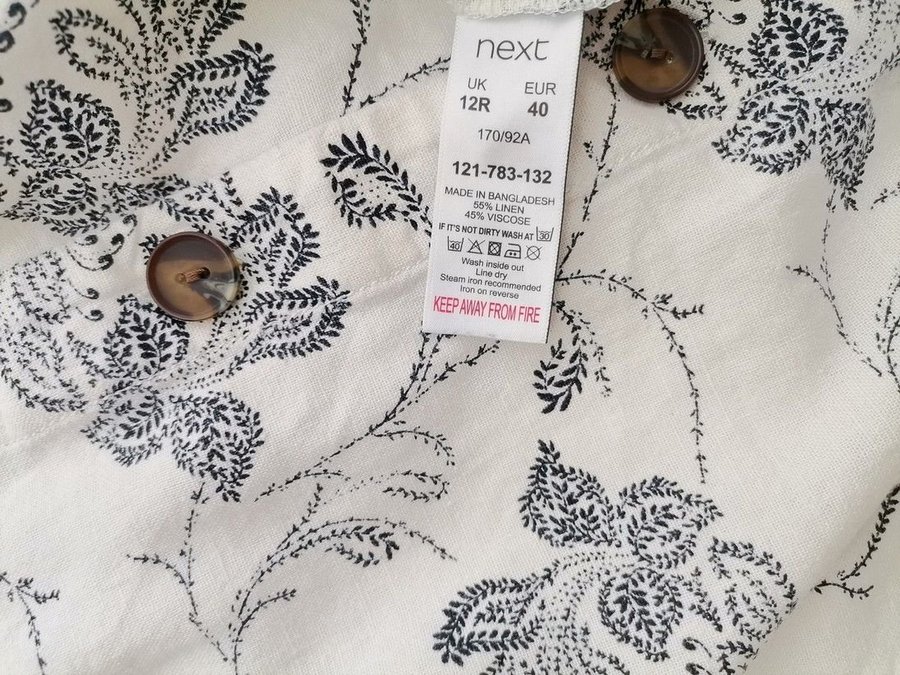 next
UK EUR
12R 40
170/92A
121-783-132
MADE IN BANGLADESH
55% LINEN
45% VISCOSE
IF IT'S NOT DIRTY WASH AT 30
40
Wash inside out
Line dry
Steam iron recommended
Iron on reverse
KEEP AWAY FROM FIRE